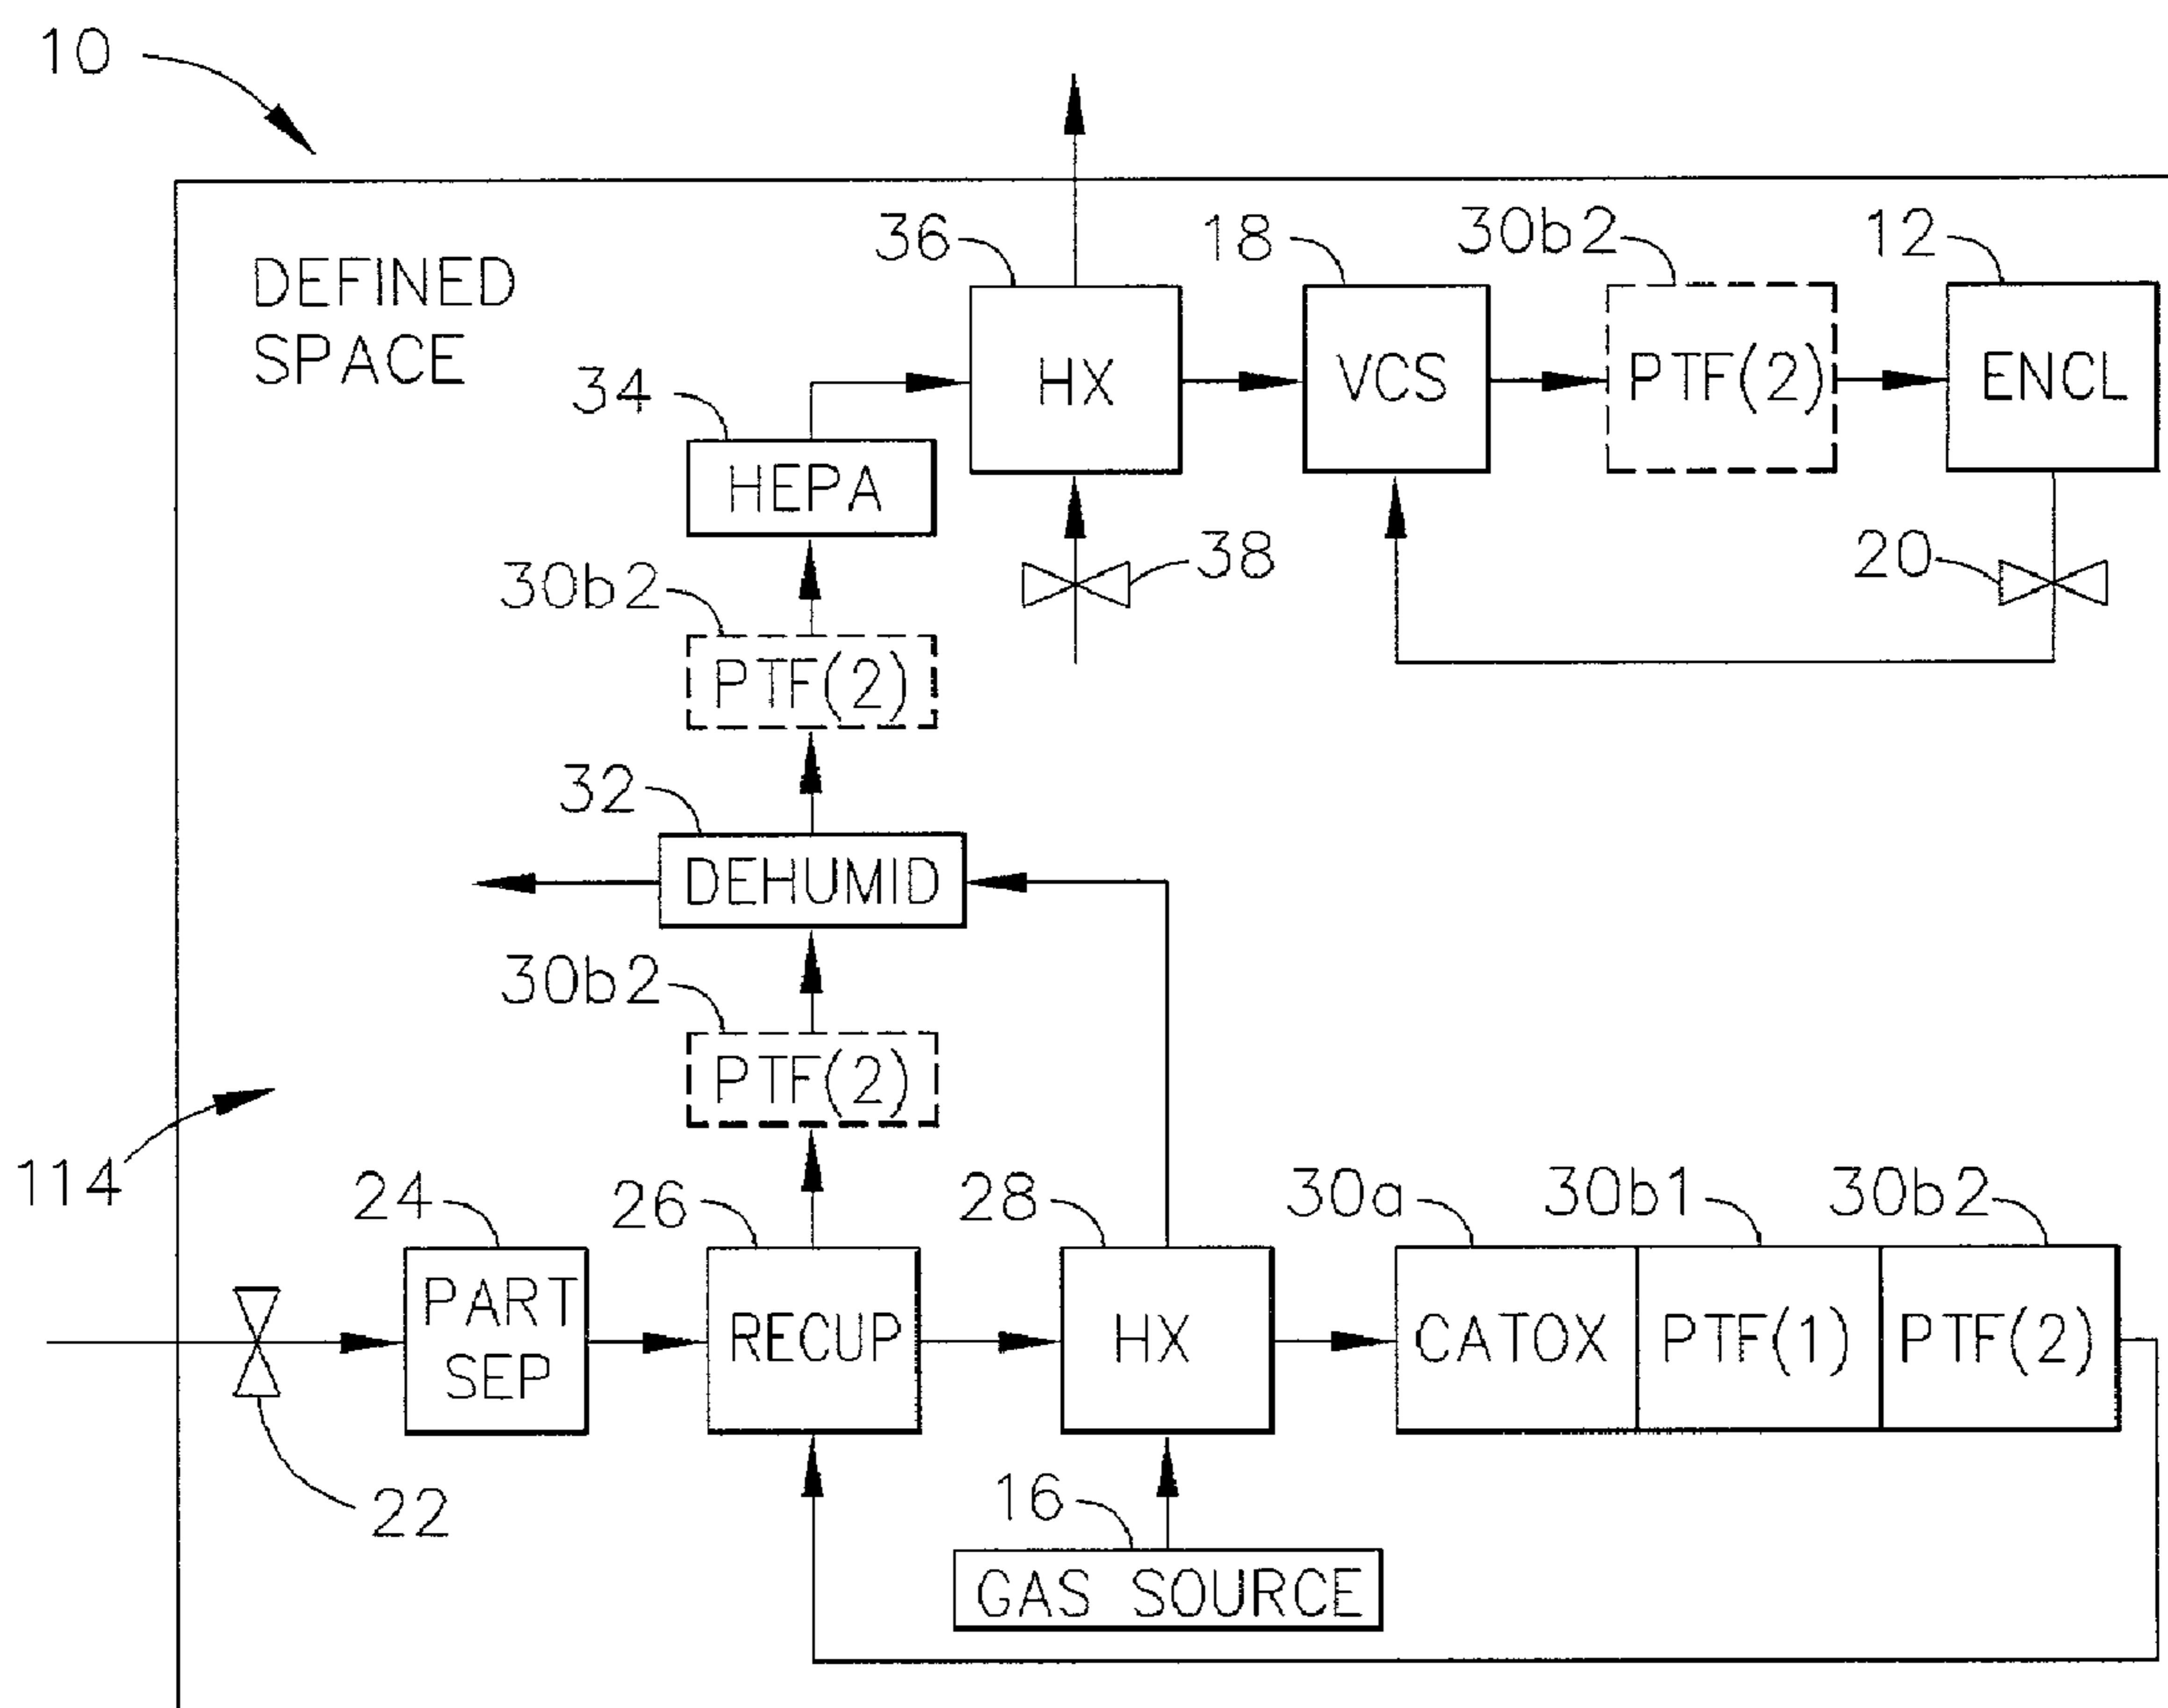 10
36
18
30b2
12
DEFINED
SPACE
HX
VCS
PTF(2)
ENCL
34
HEPA
38
20
30b2
PTF(2)
32
DEHUMID
30b2
PTF(2)
114
24
26
28
30a
30b1
30b2
PART
SEP
RECUP
HX
CATOX
PTF(1)
PTF(2)
22
16
GAS SOURCE